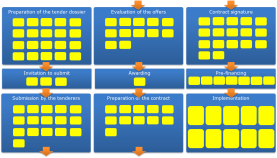 Preparation of the tender dossier
Evaluation of the offers
Contract signature
Invitation to submit
Awarding
Pre-financing
Submission by the tenderers
Preparation of the contract
Implementation